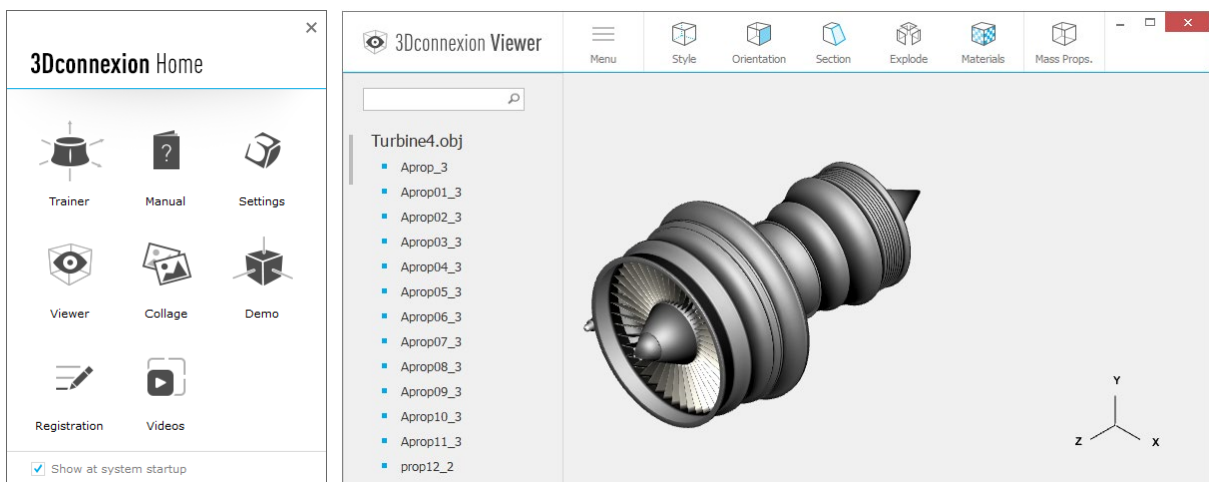 3Dconnexion Home
Trainer
Manual
Settings
Viewer
Collage
Demo
Registration
Videos
Show at system startup
3Dconnexion Viewer
Menu
Style
Orientation
Section
Explode
Materials
Mass Props.
Turbine4.obj
Aprop_3
Aprop01_3
Aprop02_3
Aprop03_3
Aprop04_3
Aprop05_3
Aprop06_3
Aprop07_3
Aprop08_3
Aprop09_3
Aprop10_3
Aprop11_3
prop12_2
Y
Z
X